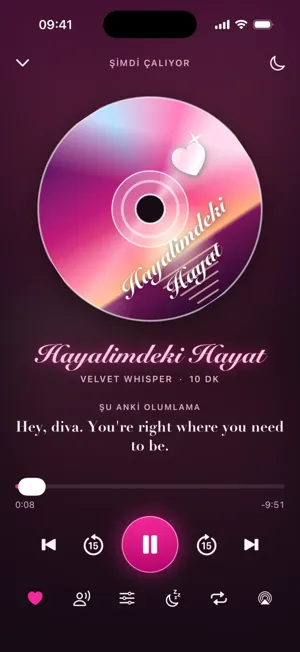 09:41
ŞİMDİ ÇALIYOR
Hayalimdeki
Hayat
Hayalimdeki Hayat
VELVET WHISPER · 10 DK
ŞU ANKİ OLUMLAMA
Hey, diva. You're right where you need
to be.
0:08
-9:51
15
15